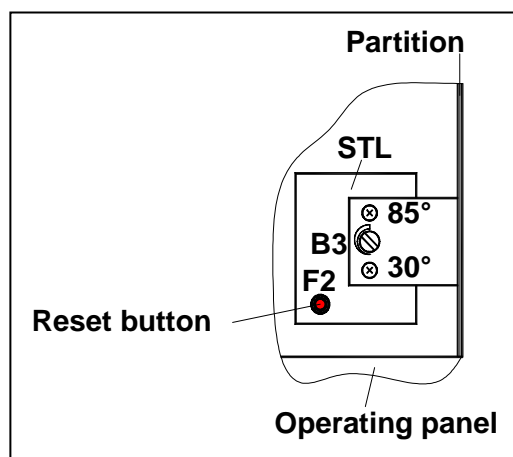 Partition
STL
85°
B3
30°
F2
Reset button
Operating panel